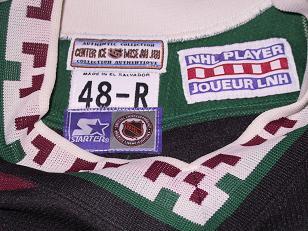 AUTHENTIC COLLECTION
CENTER ICE
COLLECTION AUTHENTIQUE
MADE IN EL SALVADOR
48-R
STARTER
NHL PLAYER
JOUEUR LNH